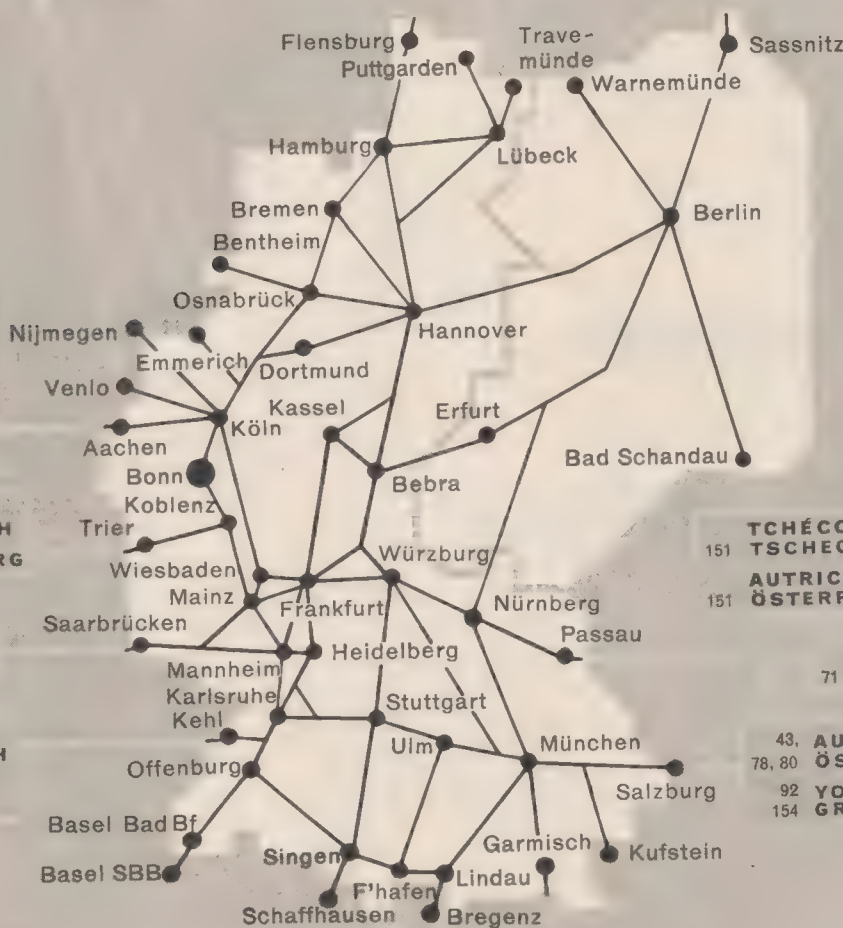 Flensburg
Puttgarden
Trave-
münde
Sassnitz
Warnemünde
Hamburg
Lübeck
Bremen
Berlin
Bentheim
Osnabrück
Hannover
Nijmegen
Emmerich
Dortmund
Venlo
Kassel
Erfurt
Köln
Aachen
Bad Schandau
Bonn
Bebra
Koblenz
Trier
Wiesbaden
Würzburg
Mainz
Frankfurt
Nürnberg
Saarbrücken
Passau
Mannheim
Heidelberg
Karlsruhe
Kehl
Stuttgart
Ulm
München
Offenburg
Salzburg
Basel Bad Bf
Garmisch
Kufstein
Singen
Basel SBB
F'hafen
Lindau
Schaffhausen
Bregenz
H
RG
H
TCHÉCO
151 TSCHEC
AUTRIC
151 ÖSTERR
71
43, AU
78, 80 ÖS
92 YO
154 GR